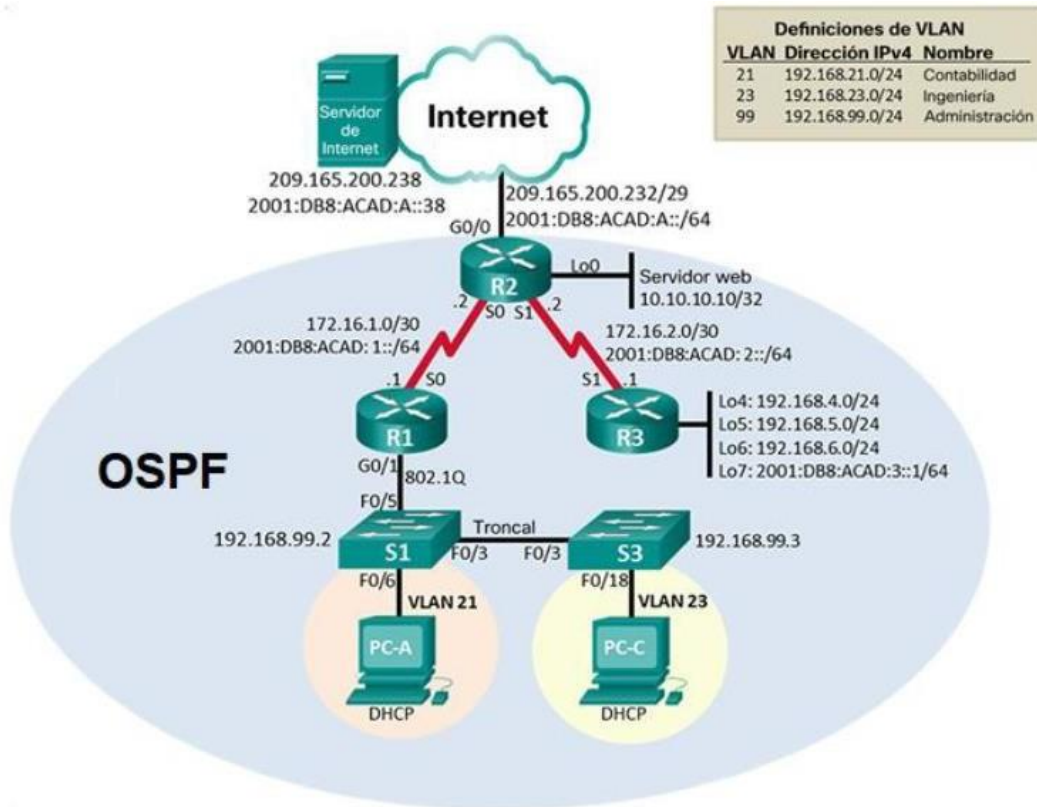 Definiciones de VLAN
VLAN Dirección IPv4 Nombre
21 192.168.21.0/24 Contabilidad
23 192.168.23.0/24 Ingeniería
99 192.168.99.0/24 Administración
Servidor
de
Internet
Internet
209.165.200.238
2001:DB8:ACAD:A::38
209.165.200.232/29
2001:DB8:ACAD:A::/64
G0/0
R2
Lo0
Servidor web
10.10.10.10/32
.2
S0
S1
.2
172.16.1.0/30
2001:DB8:ACAD: 1::/64
172.16.2.0/30
2001:DB8:ACAD: 2::/64
.1
S0
S1
.1
R1
R3
Lo4: 192.168.4.0/24
Lo5: 192.168.5.0/24
Lo6: 192.168.6.0/24
Lo7: 2001:DB8:ACAD:3::1/64
OSPF
G0/1
802.1Q
F0/5
192.168.99.2
S1
Troncal
F0/3
F0/3
S3
192.168.99.3
F0/6
F0/18
VLAN 21
VLAN 23
PC-A
PC-C
DHCP
DHCP